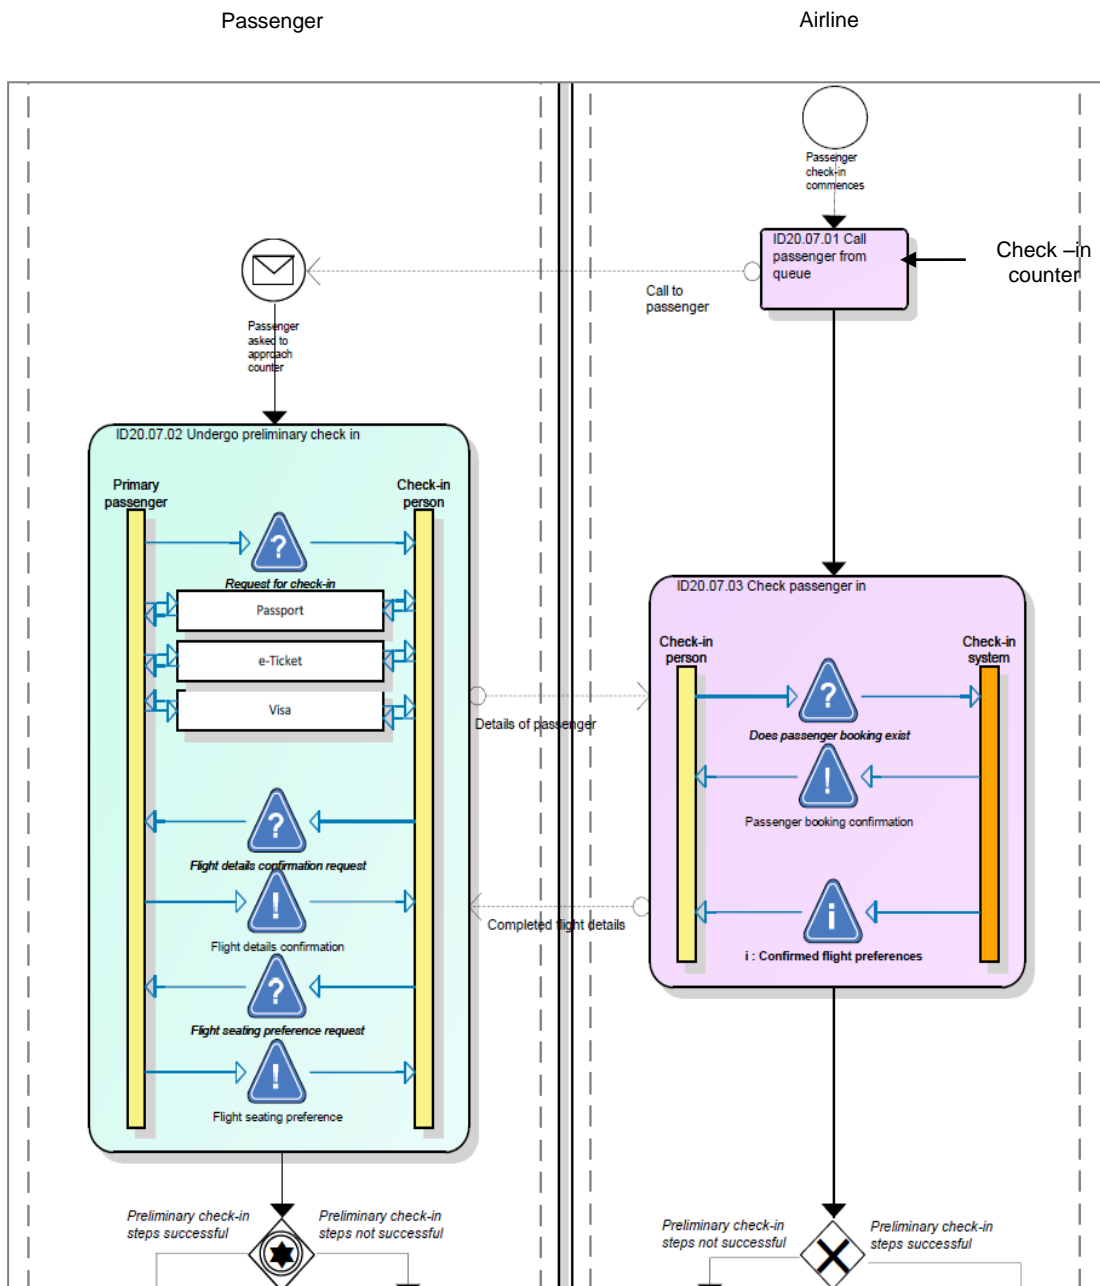 Passenger
Airline
Passenger
check-in
commences
ID20.07.01 Call
passenger from
queue
Check –in
counter
Call to
passenger
Passenger
asked to
approach
counter
ID20.07.02 Undergo preliminary check in
Primary
passenger
Check-in
person
?
Request for check-in
Passport
e-Ticket
Visa
Details of passenger
?
Flight details confirmation request
!
Flight details confirmation
?
Flight seating preference request
!
Flight seating preference
ID20.07.03 Check passenger in
Check-in
person
Check-in
system
?
Does passenger booking exist
!
Passenger booking confirmation
Completed flight details
i
i : Confirmed flight preferences
Preliminary check-in
steps successful
Preliminary check-in
steps not successful
Preliminary check-in
steps not successful
Preliminary check-in
steps successful